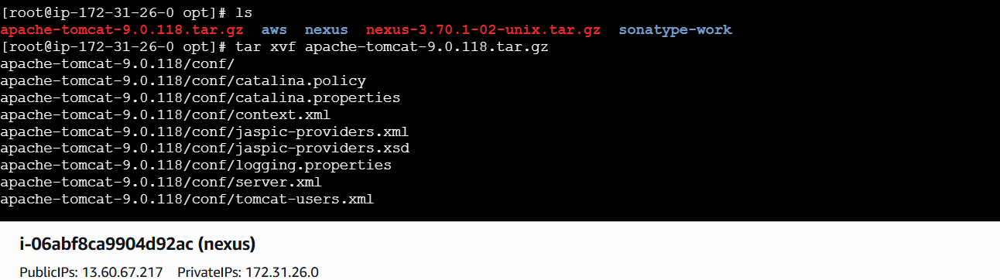 [root@ip-172-31-26-0 opt]# ls
apache-tomcat-9.0.118.tar.gz  aws  nexus  nexus-3.70.1-02-unix.tar.gz  sonatype-work
[root@ip-172-31-26-0 opt]# tar xvf apache-tomcat-9.0.118.tar.gz
apache-tomcat-9.0.118/conf/
apache-tomcat-9.0.118/conf/catalina.policy
apache-tomcat-9.0.118/conf/catalina.properties
apache-tomcat-9.0.118/conf/context.xml
apache-tomcat-9.0.118/conf/jaspic-providers.xml
apache-tomcat-9.0.118/conf/jaspic-providers.xsd
apache-tomcat-9.0.118/conf/logging.properties
apache-tomcat-9.0.118/conf/server.xml
apache-tomcat-9.0.118/conf/tomcat-users.xml
i-06abf8ca9904d92ac (nexus)
PublicIPs: 13.60.67.217  PrivateIPs: 172.31.26.0